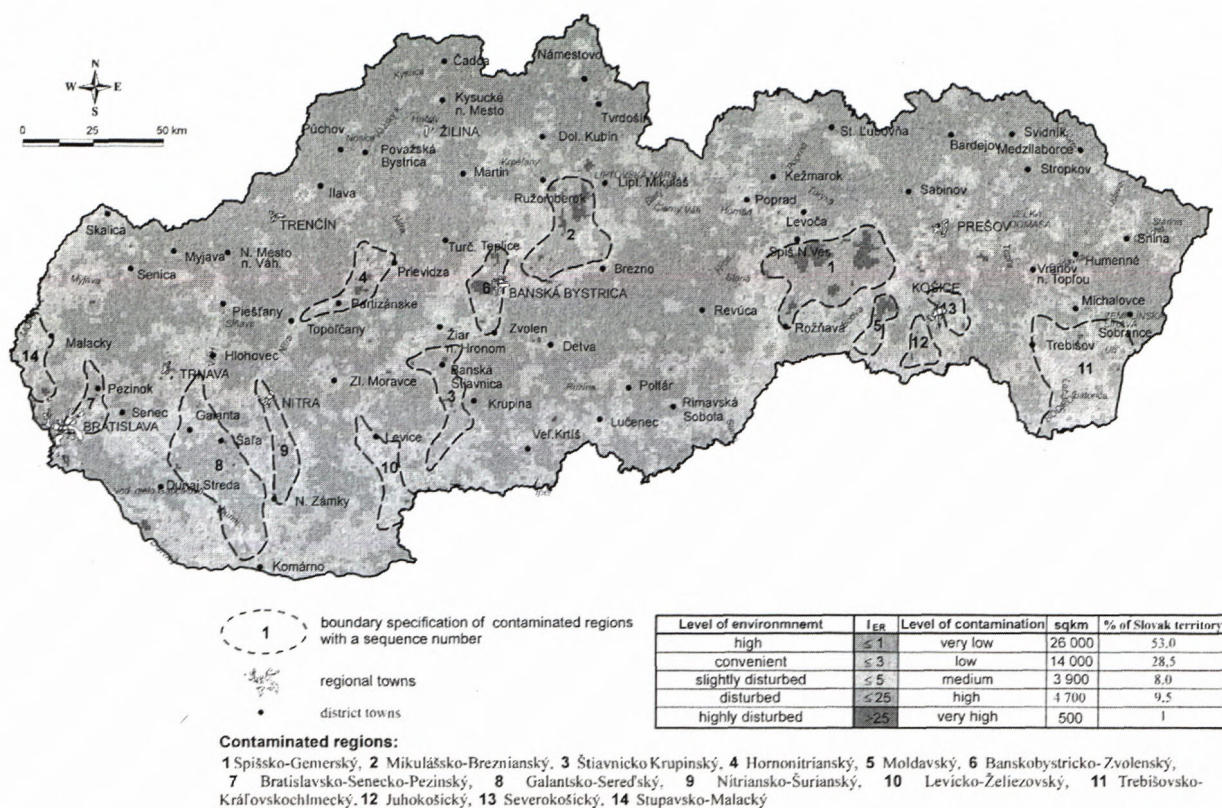 N
W E
S
0 25 50 km
Čadca
Námestovo
Kysuca
Kysucké
n. Mesto
Tvrdošín
Púchov
ŽILINA
Dol. Kubín
St. Ľubovňa
Svidník
Bardejov
Medzilaborce
Považská
Bystrica
Martin
Kežmarok
Stropkov
Ilava
Ružomberok
Lipt. Mikuláš
Poprad
Sabinov
Levoča
Skalica
TRENČÍN
Turč. Teplice
2
PREŠOV
Snina
Myjava
N. Mesto
n. Váh.
Spiš.N.Ves
Humenné
Senica
4
Prievidza
Brezno
1
Vranov
n. Topľou
Myjava
6
BANSKÁ BYSTRICA
KOŠICE
Partizánske
Revúca
13
Michalovce
Piešťany
Topoľčany
Zvolen
Rožňava
5
Sobrance
14
Malacky
Žiar
n. Hronom
Detva
12
Trebišov
Hlohovec
TRNAVA
Banská
Štiavnica
11
Pezinok
Zl. Moravce
3
Poltár
7
Senec
NITRA
Krupina
Rimavská
Sobota
BRATISLAVA
Galanta
Levice
Lučenec
Šaľa
9
Veľ.Krtíš
8
10
Dunaj.Streda
N. Zámky
Komárno
1
boundary specification of contaminated regions
with a sequence number
regional towns
district towns
Level of environmnemt I ER Level of contamination sqkm % of Slovak territory
high ≤ 1 very low 26 000 53.0
convenient ≤ 3 low 14 000 28,5
slightly disturbed ≤ 5 medium 3 900 8.0
disturbed ≤ 25 high 4 700 9.5
highly disturbed >25 very high 500 1
Contaminated regions:
1 Spišsko-Gemerský, 2 Mikulášsko-Breznianský, 3 Štiavnicko Krupinský, 4 Hornonitrianský, 5 Moldavský, 6 Banskobystricko-Zvolenský,
7 Bratislavsko-Senecko-Pezinský, 8 Galantsko-Sereďský, 9 Nitriansko-Šurianský, 10 Levicko-Želiezovský, 11 Trebišovsko-
Kráľovskochlmecký, 12 Juhokošický, 13 Severokošický, 14 Stupavsko-Malacký